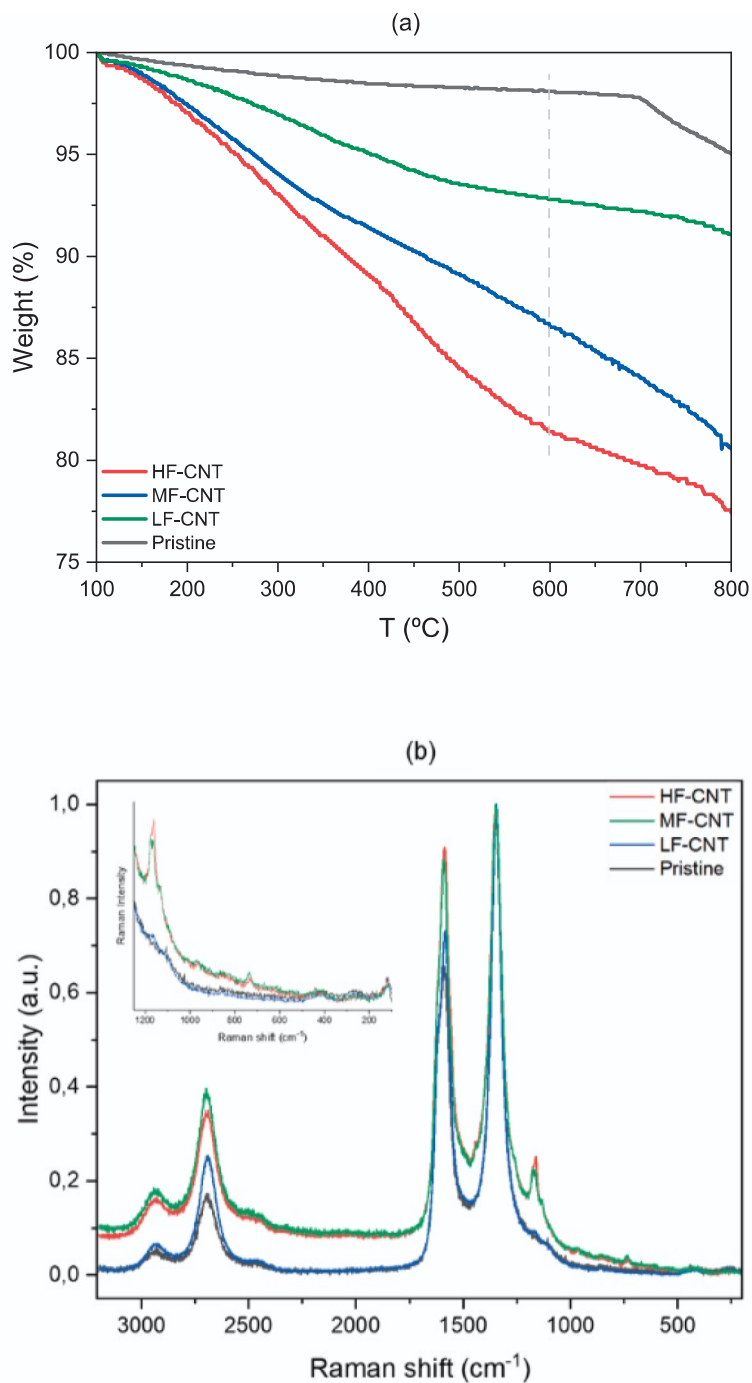 (a)
100
95
90
85
80
75
Weight (%)
HF-CNT
MF-CNT
LF-CNT
Pristine
100 200 300 400 500 600 700 800
T (ºC)
(b)
1,0
0,8
0,6
0,4
0,2
0,0
Intensity (a.u.)
HF-CNT
MF-CNT
LF-CNT
Pristine
Raman Intensity
1200 1000 800 600 400 200
Raman shift (cm⁻¹)
3000 2500 2000 1500 1000 500
Raman shift (cm⁻¹)